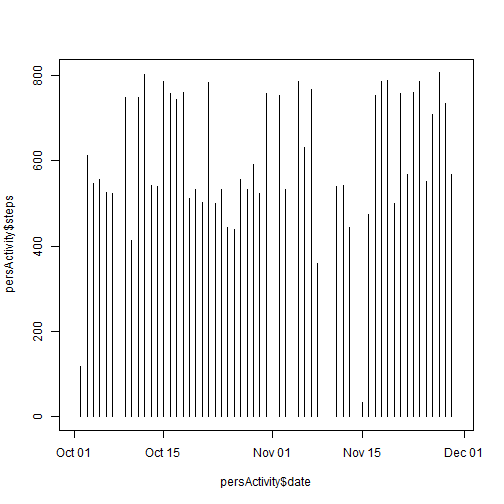 persActivity$steps
800
600
400
200
0
Oct 01
Oct 15
Nov 01
Nov 15
Dec 01
persActivity$date